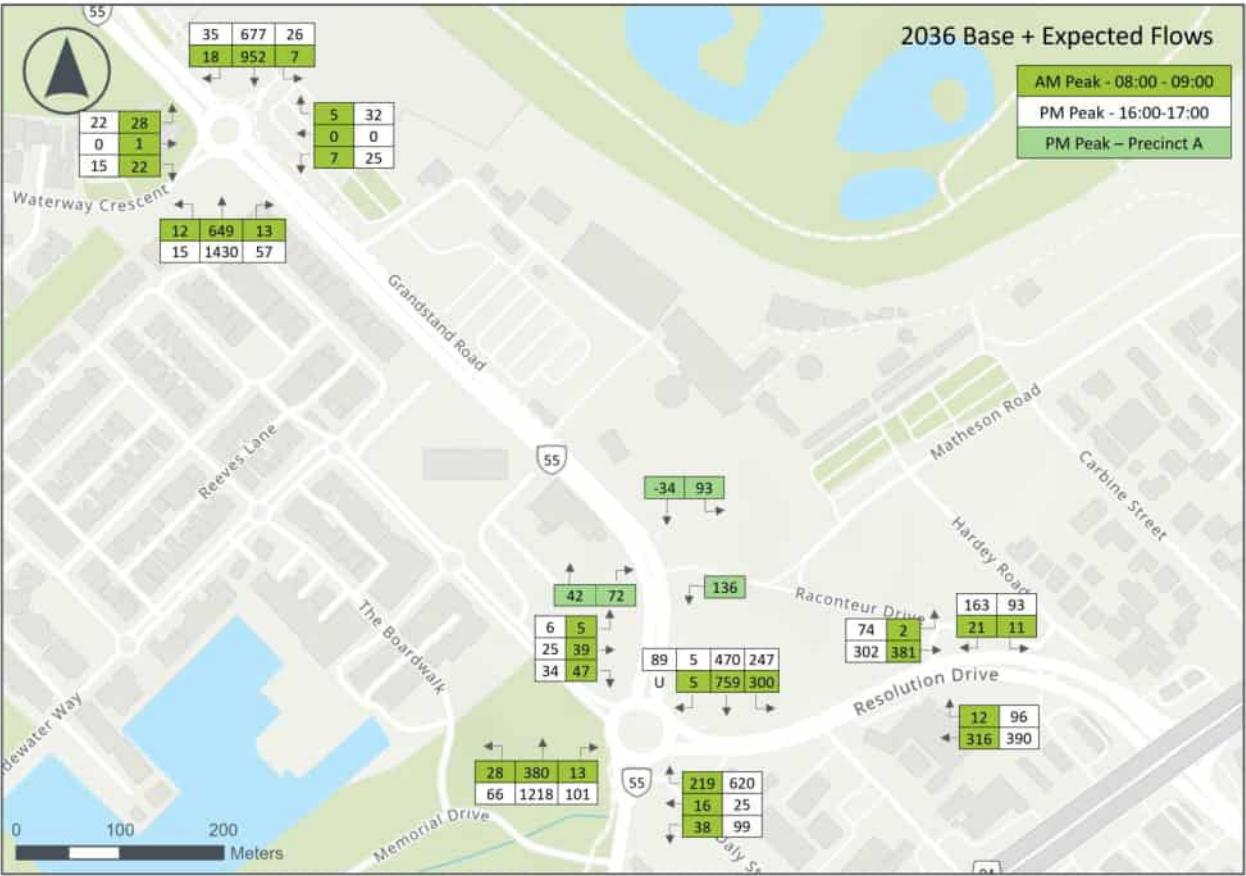 55
35 677 26
18 952 7
2036 Base + Expected Flows
AM Peak - 08:00 - 09:00
PM Peak - 16:00-17:00
PM Peak – Precinct A
22 28
0 1
15 22
5 32
0 0
7 25
Waterway Crescent
12 649 13
15 1430 57
Grandstand Road
Reeves Lane
55
Matheson Road
Carbine Street
-34 93
Hardey Road
42 72
136
Raconteur Drive
The Boardwalk
6 5
25 39
34 47
74 2
302 381
163 93
21 11
89 5 470 247
U 5 759 300
Resolution Drive
dewater Way
12 96
316 390
28 380 13
66 1218 101
55
219 620
16 25
38 99
Memorial Drive
Daly St
0 100 200
Meters